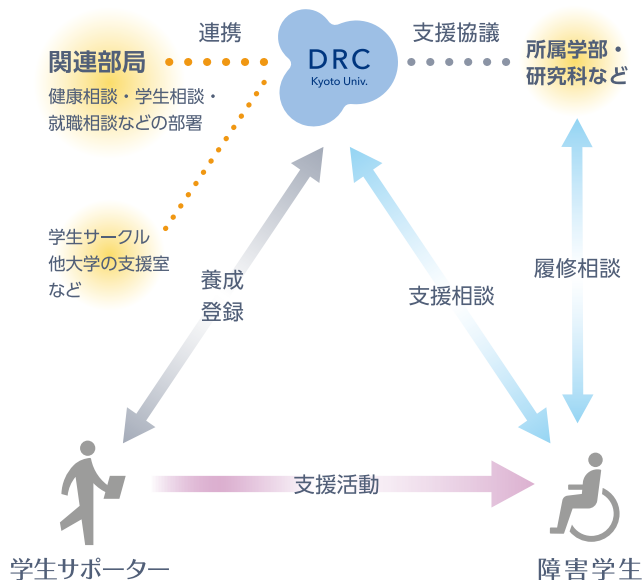 連携
支援協議
DRC
Kyoto Univ.
関連部局
健康相談・学生相談・
就職相談などの部署
所属学部・
研究科など
学生サークル
他大学の支援室
など
養成
登録
支援相談
履修相談
支援活動
学生サポーター
障害学生